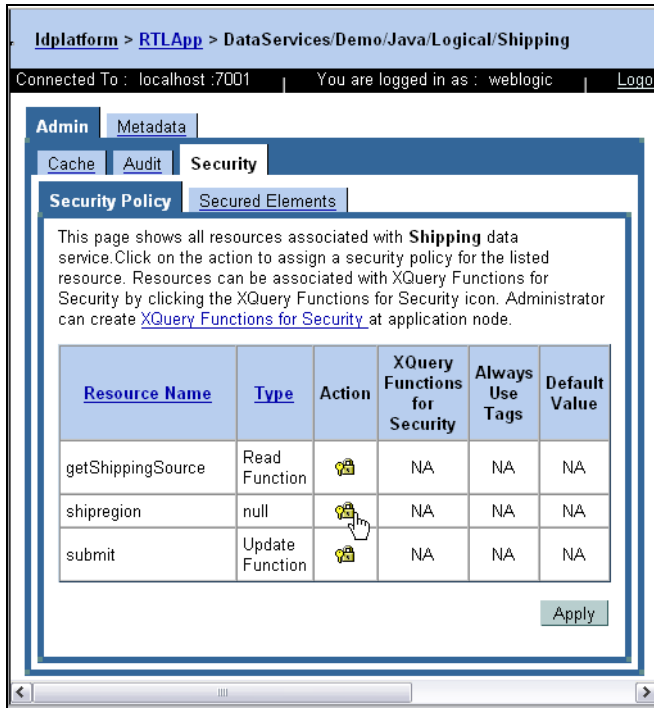 ldplatform > RTLApp > DataServices/Demo/Java/Logical/Shipping
Connected To : localhost :7001 | You are logged in as : weblogic | Logo
Admin Metadata
Cache Audit Security
Security Policy Secured Elements
This page shows all resources associated with Shipping data
service.Click on the action to assign a security policy for the listed
resource. Resources can be associated with XQuery Functions for
Security by clicking the XQuery Functions for Security icon. Administrator
can create XQuery Functions for Security at application node.
Resource Name Type Action XQuery Functions for Security Always Use Tags Default Value
getShippingSource Read Function NA NA NA
shipregion null NA NA NA
submit Update Function NA NA NA
Apply